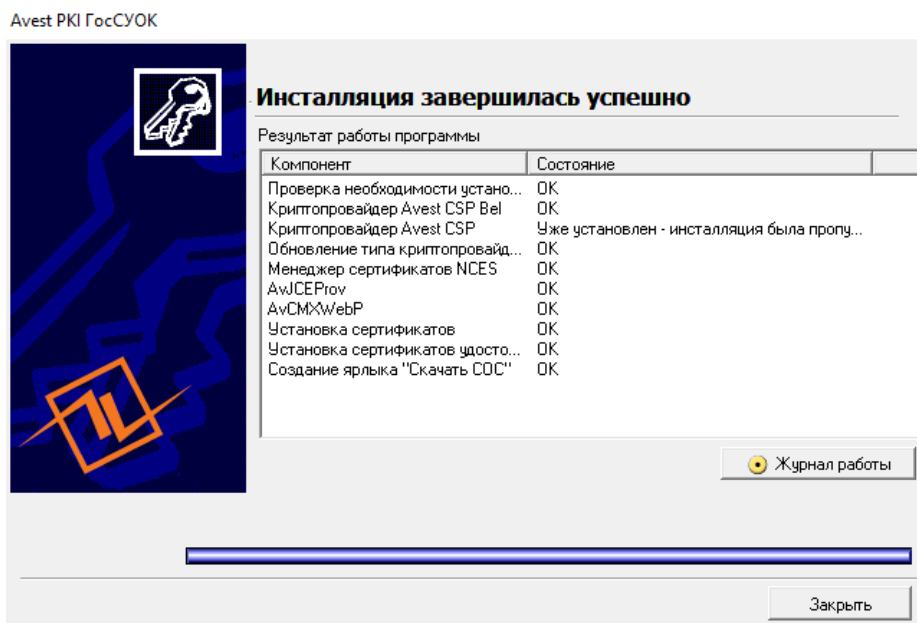 Avest PKI ГосСУОК
Инсталляция завершилась успешно
Результат работы программы
Компонент Состояние
Проверка необходимости устано... OK
Криптопровайдер Avest CSP Bel OK
Криптопровайдер Avest CSP Уже установлен - инсталляция была пропу...
Обновление типа криптопровайд... OK
Менеджер сертификатов NCES OK
AvJCEProv OK
AvCMXWebP OK
Установка сертификатов OK
Установка сертификатов удосто... OK
Создание ярлыка "Скачать СОС" OK
Журнал работы
Закрыть